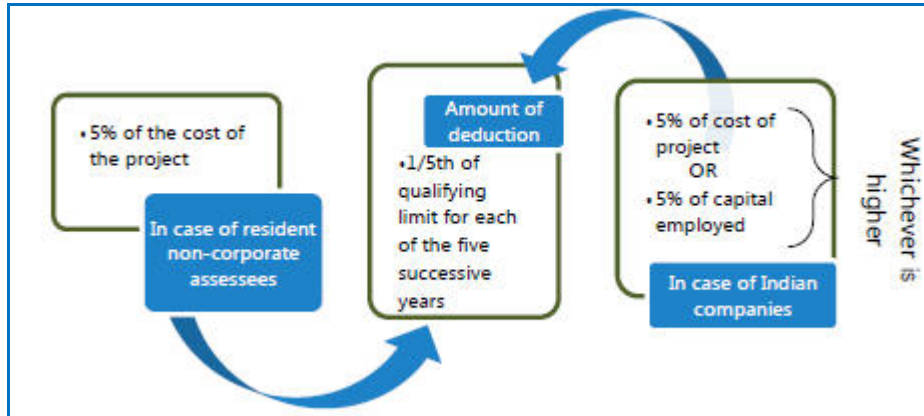 •5% of the cost of
the project
In case of resident
non-corporate
assessees
Amount of
deduction
•1/5th of
qualifying
limit for each
of the five
successive
years
•5% of cost of
project
OR
•5% of capital
employed
In case of Indian
companies
Whichever is
higher